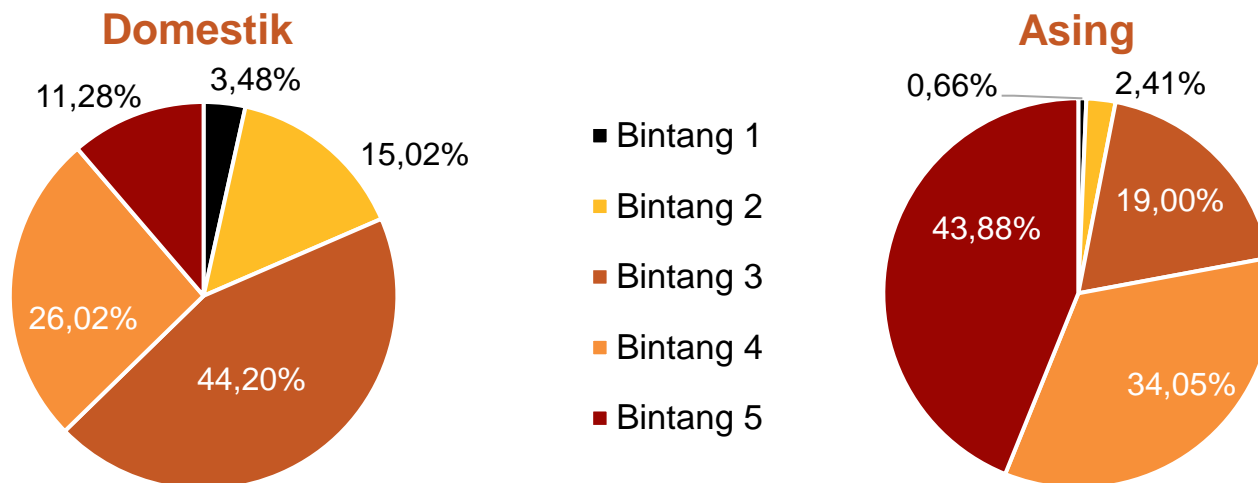 Domestik
3,48%
11,28%
15,02%
26,02%
44,20%
Bintang 1
Bintang 2
Bintang 3
Bintang 4
Bintang 5
Asing
0,66%
2,41%
19,00%
43,88%
34,05%